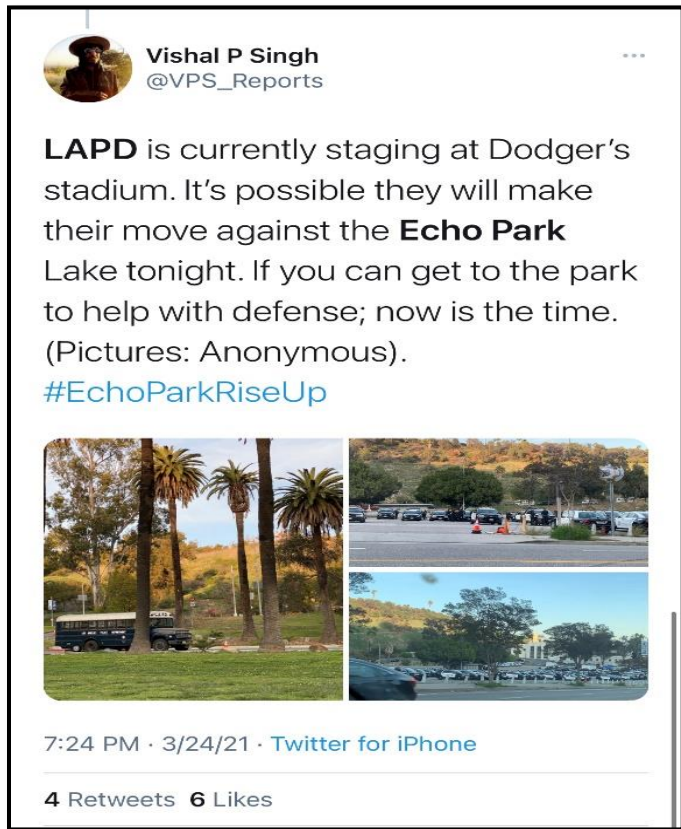 Vishal P Singh
@VPS_Reports
LAPD is currently staging at Dodger's
stadium. It's possible they will make
their move against the Echo Park
Lake tonight. If you can get to the park
to help with defense; now is the time.
(Pictures: Anonymous).
#EchoParkRiseUp
7:24 PM · 3/24/21 · Twitter for iPhone
4 Retweets 6 Likes